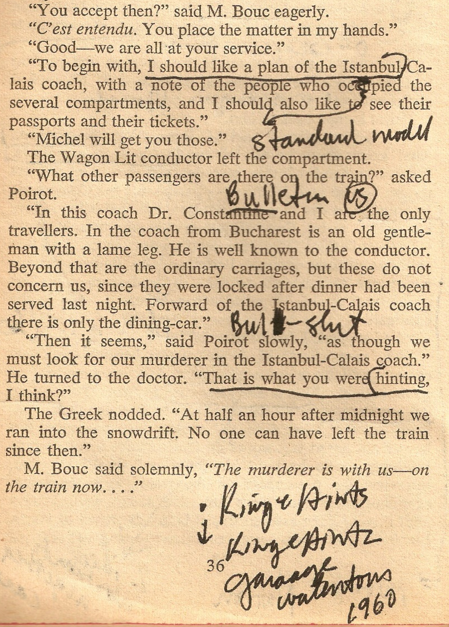 “You accept then?” said M. Bouc eagerly.
“C’est entendu. You place the matter in my hands.”
“Good—we are all at your service.”
“To begin with, I should like a plan of the Istanbul-Ca-
lais coach, with a note of the people who occupied the
several compartments, and I should also like to see their
passports and their tickets.”
“Michel will get you those.”
standard model
The Wagon Lit conductor left the compartment.
“What other passengers are there on the train?” asked
Poirot.
Bulletin
“In this coach Dr. Constantine and I are the only
travellers. In the coach from Bucharest is an old gentle-
man with a lame leg. He is well known to the conductor.
Beyond that are the ordinary carriages, but these do not
concern us, since they were locked after dinner had been
served last night. Forward of the Istanbul-Calais coach
there is only the dining-car.”
“Then it seems,” said Poirot slowly, “as though we
must look for our murderer in the Istanbul-Calais coach.”
He turned to the doctor. “That is what you were hinting,
I think?”
The Greek nodded. “At half an hour after midnight we
ran into the snowdrift. No one can have left the train
since then.”
M. Bouc said solemnly, “The murderer is with us—on
the train now. . . .”
36
1960